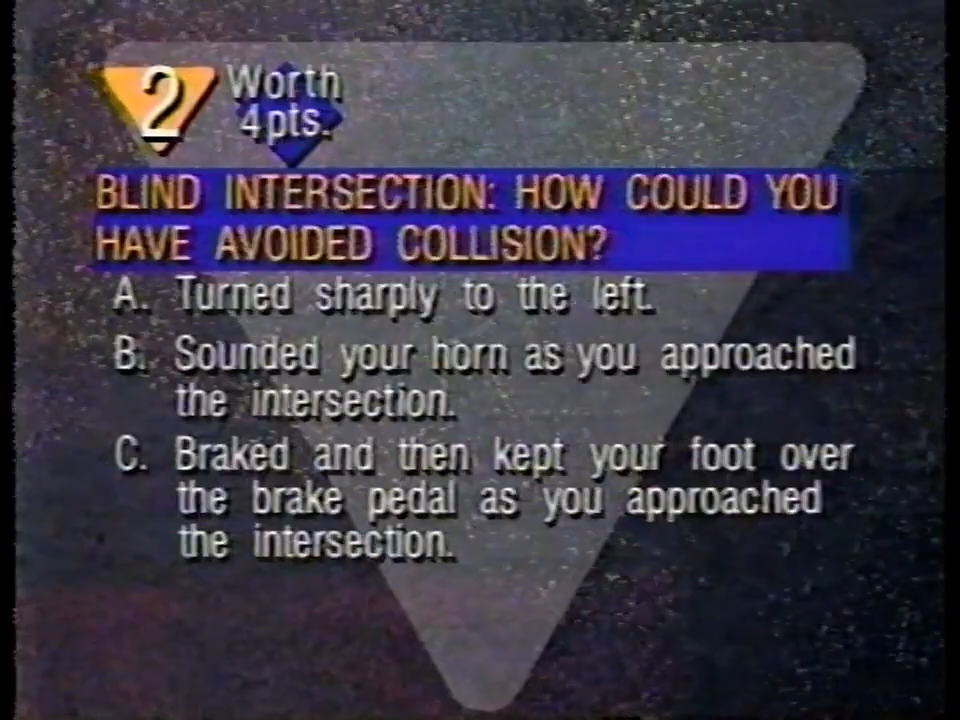 2 Worth
4 pts.
BLIND INTERSECTION: HOW COULD YOU
HAVE AVOIDED COLLISION?
A. Turned sharply to the left.
B. Sounded your horn as you approached
the intersection.
C. Braked and then kept your foot over
the brake pedal as you approached
the intersection.